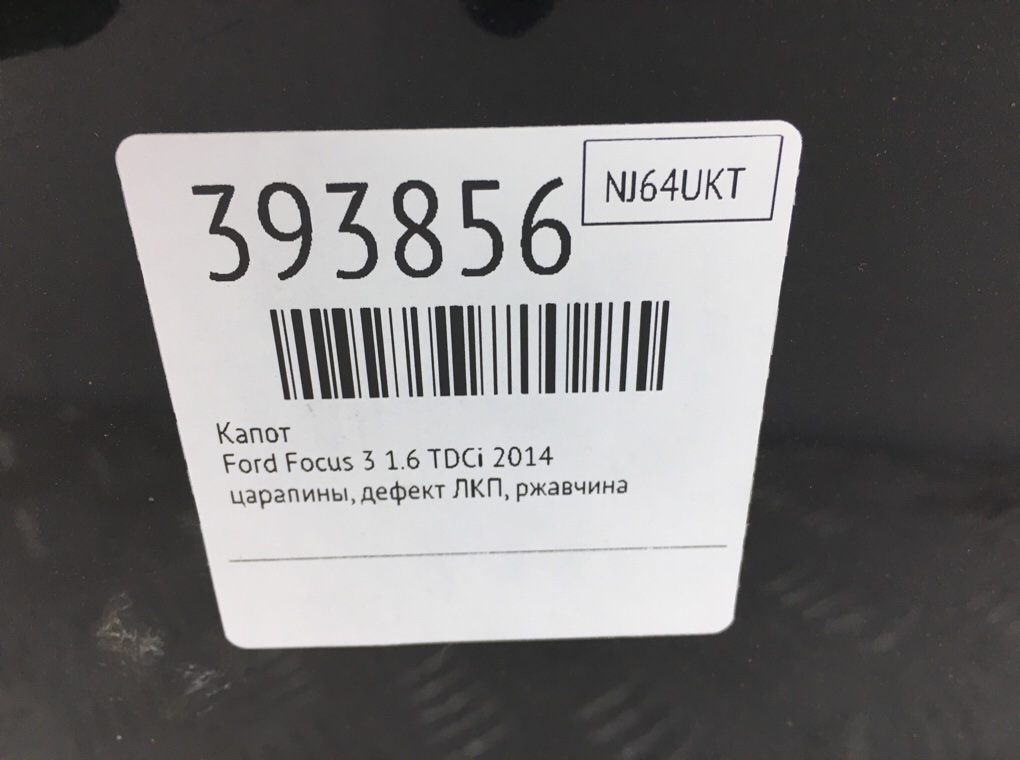 393856
NJ64UKT
Капот
Ford Focus 3 1.6 TDCi 2014
царапины, дефект ЛКП, ржавчина